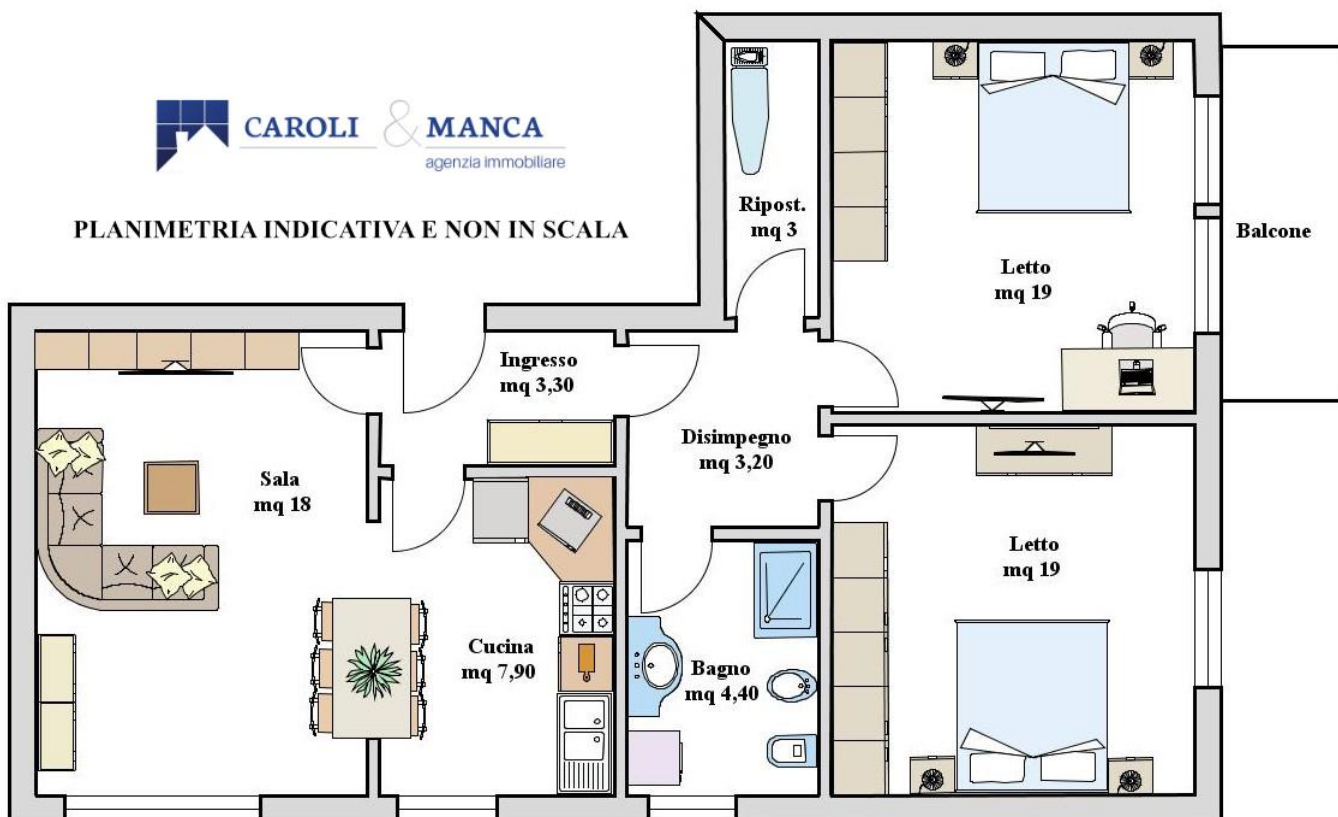 CAROLI & MANCA
agenzia immobiliare
PLANIMETRIA INDICATIVA E NON IN SCALA
Ripost.
mq 3
Letto
mq 19
Balcone
Ingresso
mq 3,30
Disimpegno
mq 3,20
Sala
mq 18
Letto
mq 19
Cucina
mq 7,90
Bagno
mq 4,40